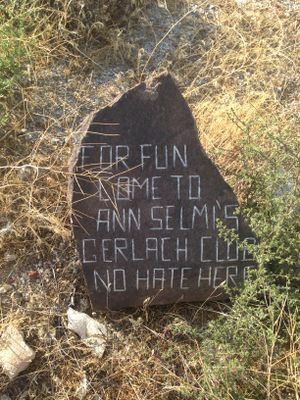 FOR FUN
COME TO
ANN SELMI'S
GERLACH CLUB
NO HATE HERE